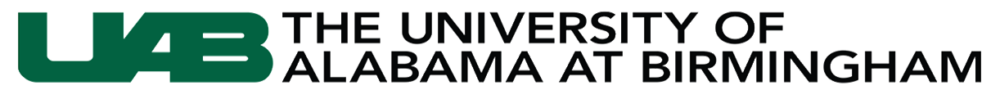 UAB
THE UNIVERSITY OF
ALABAMA AT BIRMINGHAM